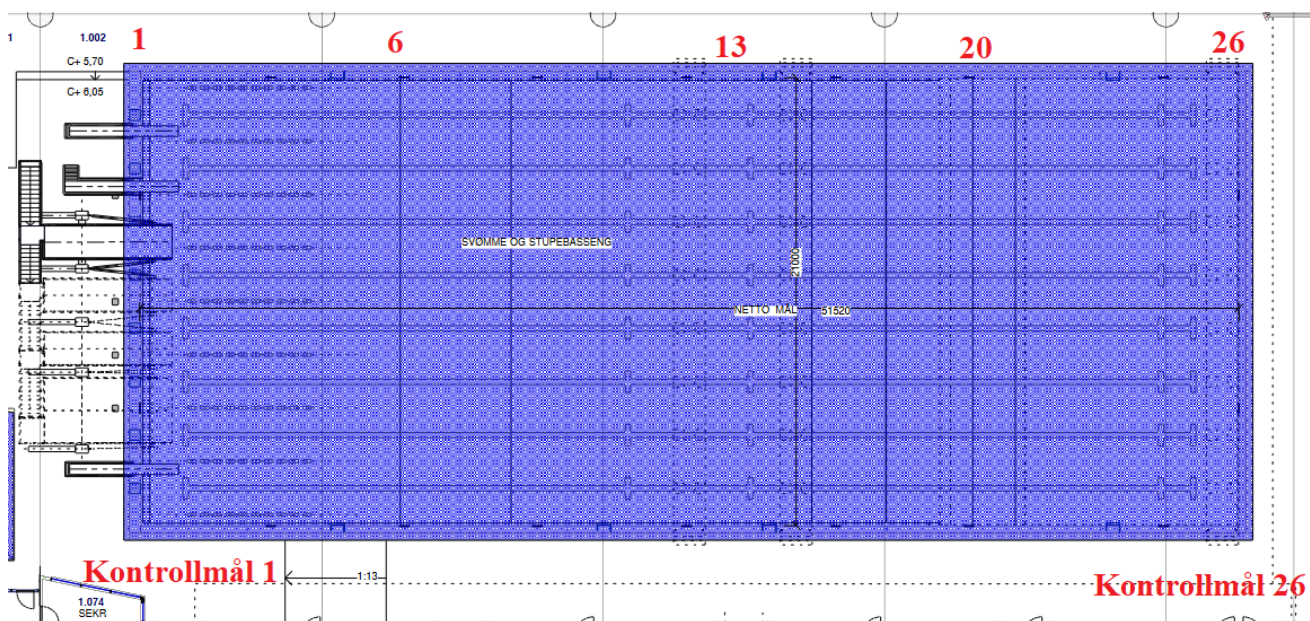 1
1.002
1
6
13
20
26
C+ 5,70
C+ 6,05
SVØMME OG STUPEBASSENG
21000
NETTO MÅL 51520
Kontrollmål 1
1:13
Kontrollmål 26
1.074
SEKR